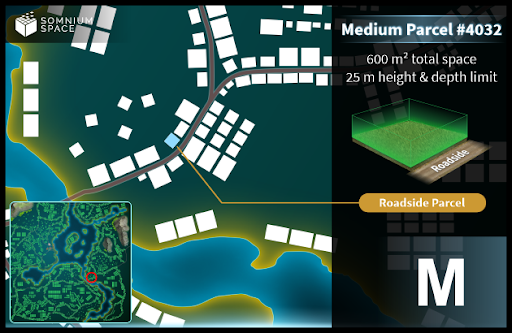 SOMNIUM
SPACE
Medium Parcel #4032
600 m² total space
25 m height & depth limit
Roadside
Roadside Parcel
M